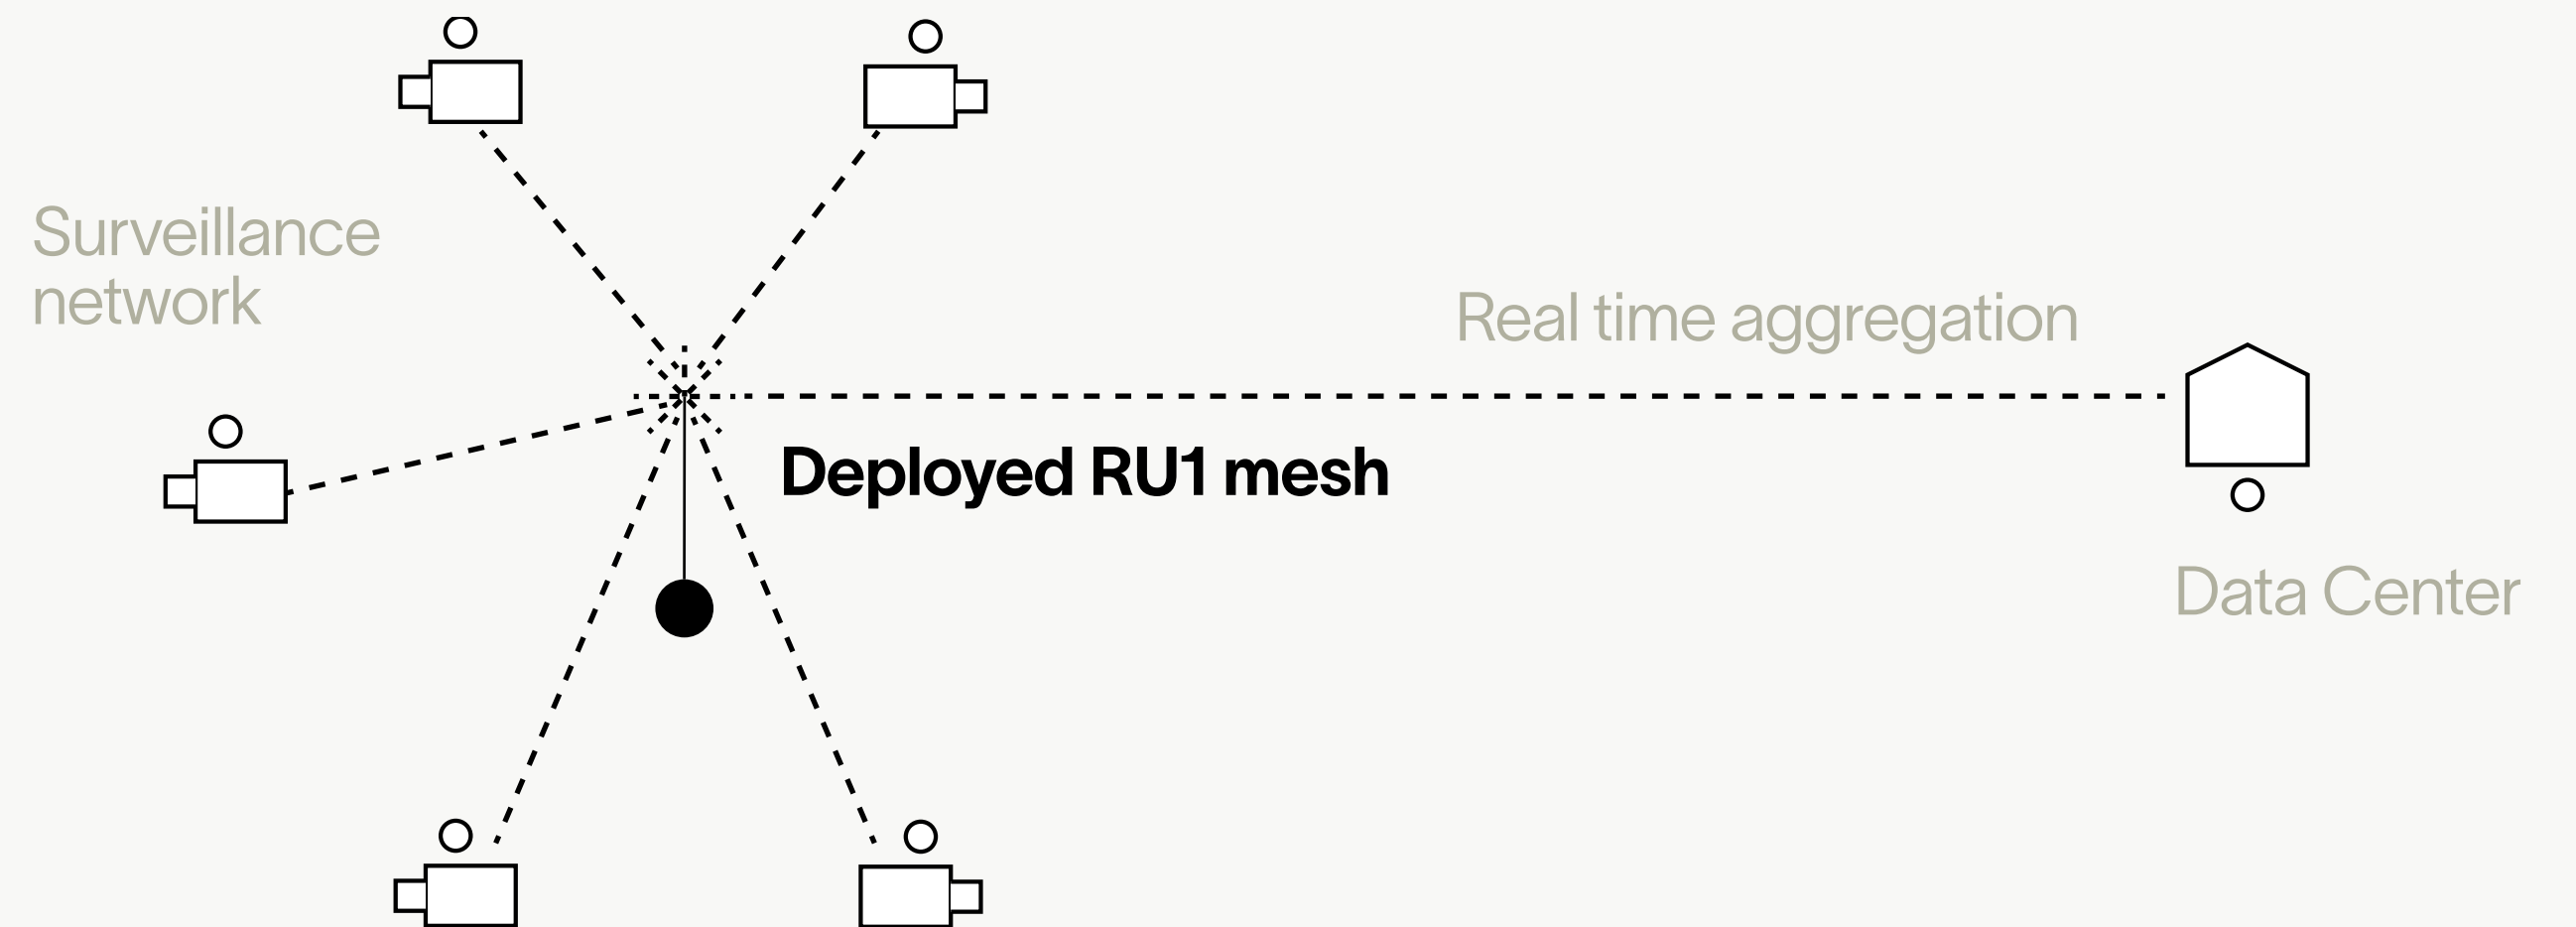 Surveillance
network
Real time aggregation
Deployed RU1 mesh
Data Center